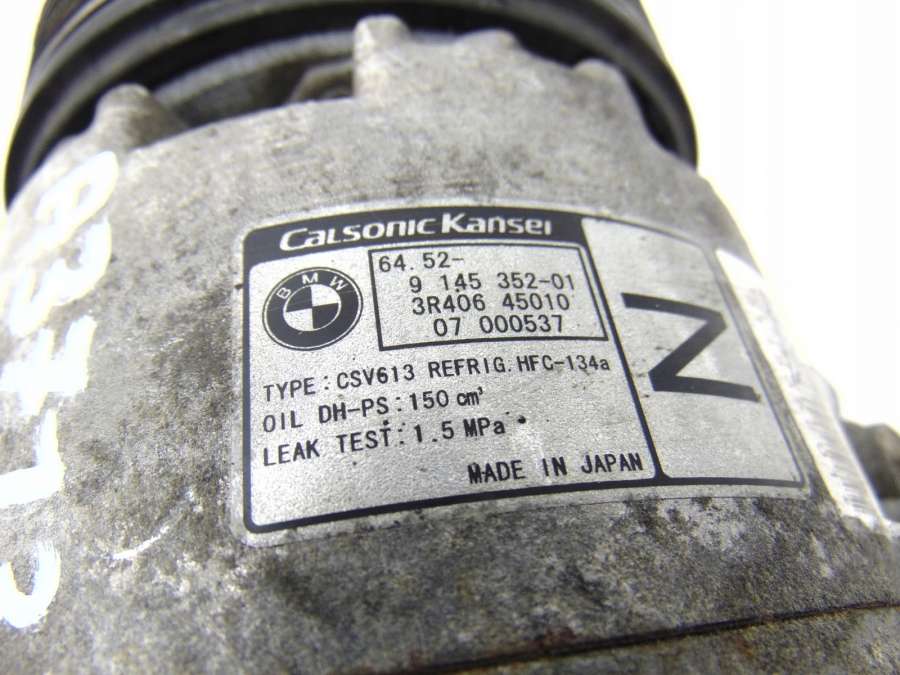 Calsonic Kansei
BMW
64.52-
9 145 352-01
3R406 45010
07 000537
TYPE:CSV613 REFRIG.HFC-134a
OIL DH-PS:150 cm³
LEAK TEST:1.5 MPa
MADE IN JAPAN
N